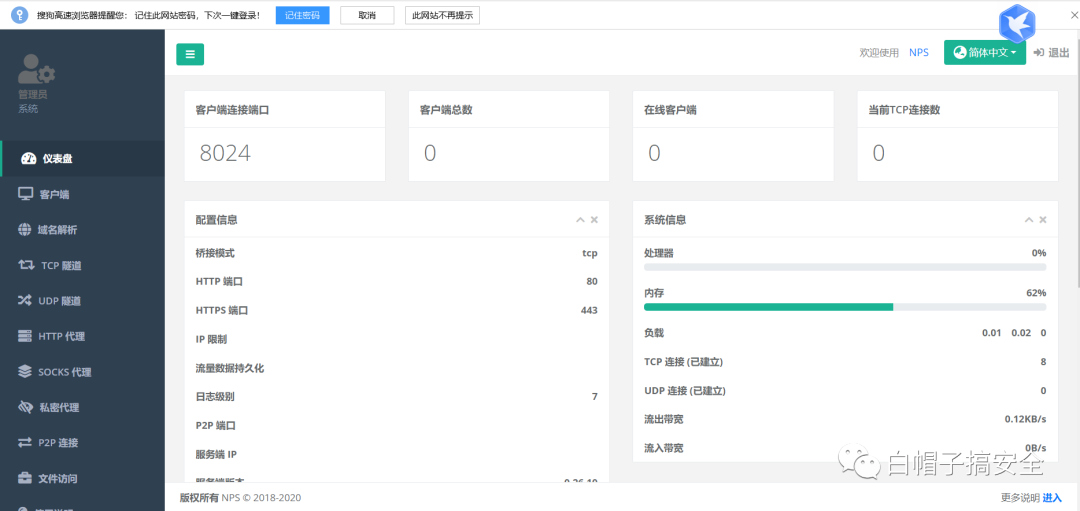 搜狗高速浏览器提醒您： 记住此网站密码，下次一键登录！ 记住密码 取消 此网站不再提示
欢迎使用 NPS 简体中文 退出
管理员
系统
仪表盘
客户端
域名解析
TCP 隧道
UDP 隧道
HTTP 代理
SOCKS 代理
私密代理
P2P 连接
文件访问
客户端连接端口
8024
客户端总数
0
在线客户端
0
当前TCP连接数
0
配置信息
桥接模式 tcp
HTTP 端口 80
HTTPS 端口 443
IP 限制
流量数据持久化
日志级别 7
P2P 端口
服务端 IP
服务端版本 0.26.10
系统信息
处理器 0%
内存 62%
负载 0.01 0.02 0
TCP 连接 (已建立) 8
UDP 连接 (已建立) 0
流出带宽 0.12KB/s
流入带宽 0B/s
白帽子搞安全
版权所有 NPS © 2018-2020
更多说明 进入